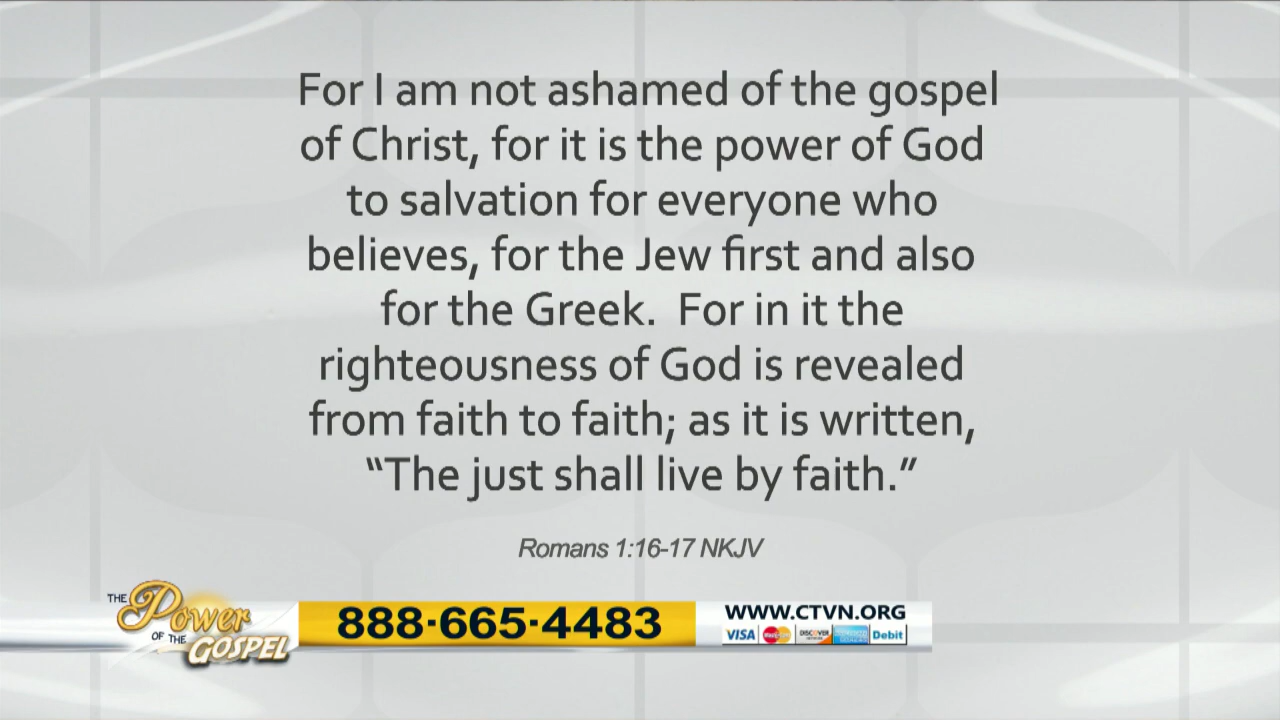 For I am not ashamed of the gospel
of Christ, for it is the power of God
to salvation for everyone who
believes, for the Jew first and also
for the Greek.  For in it the
righteousness of God is revealed
from faith to faith; as it is written,
“The just shall live by faith.”
Romans 1:16-17 NKJV
THE Power
OF THE GOSPEL
888·665·4483
WWW.CTVN.ORG
VISA MasterCard DISCOVER Debit